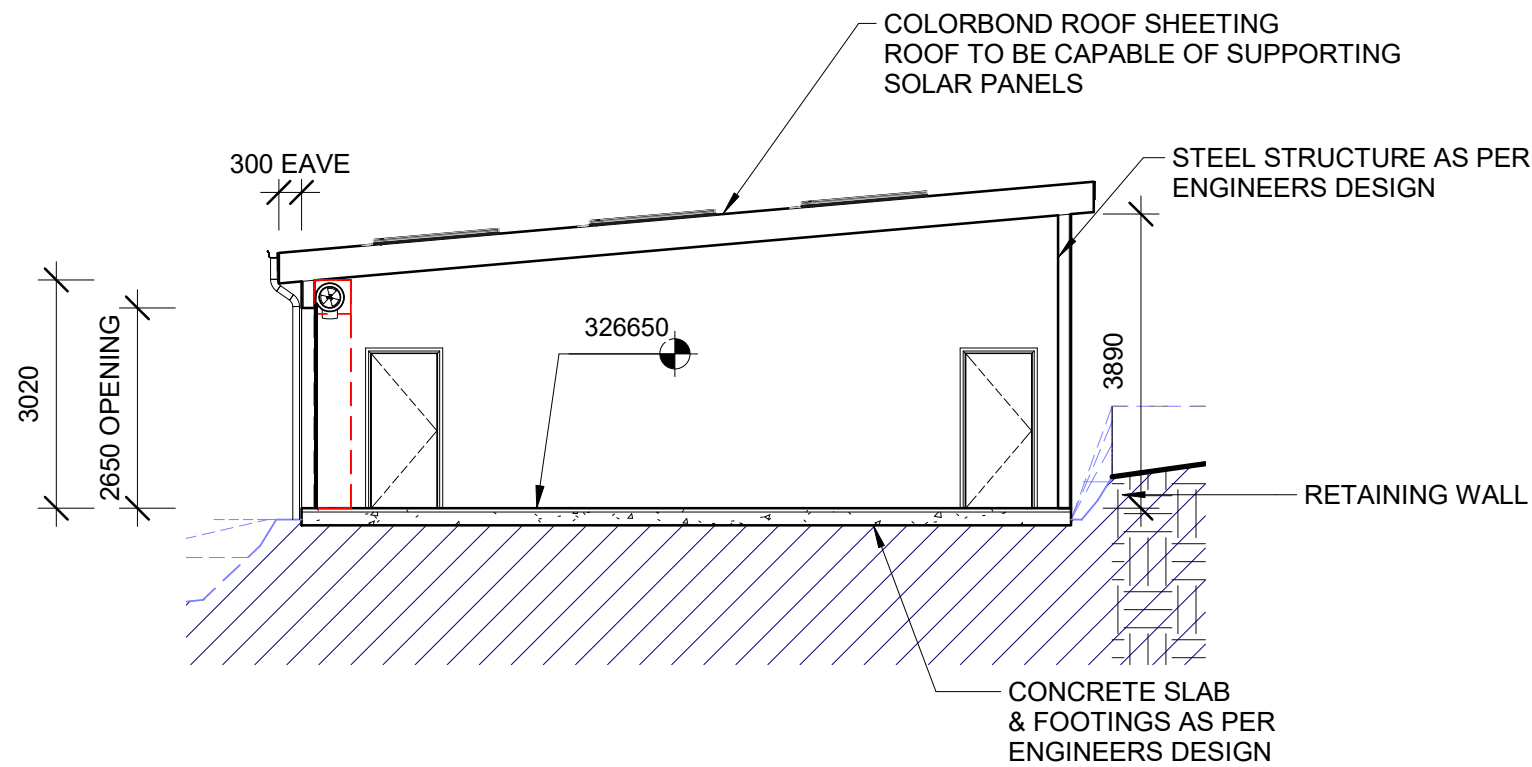 COLORBOND ROOF SHEETING
ROOF TO BE CAPABLE OF SUPPORTING
SOLAR PANELS
300 EAVE
STEEL STRUCTURE AS PER
ENGINEERS DESIGN
3020
2650 OPENING
326650
3890
RETAINING WALL
CONCRETE SLAB
& FOOTINGS AS PER
ENGINEERS DESIGN